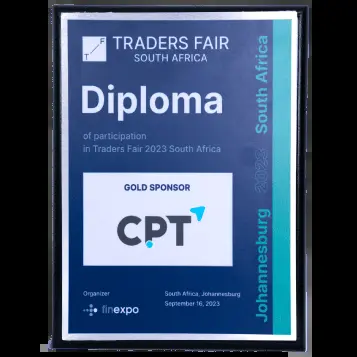 T F
TRADERS FAIR
SOUTH AFRICA
Diploma
of participation
in Traders Fair 2023 South Africa
GOLD SPONSOR
CPT
Organizer
finexpo
South Africa, Johannesburg
September 16, 2023
Johannesburg 2023 South Africa